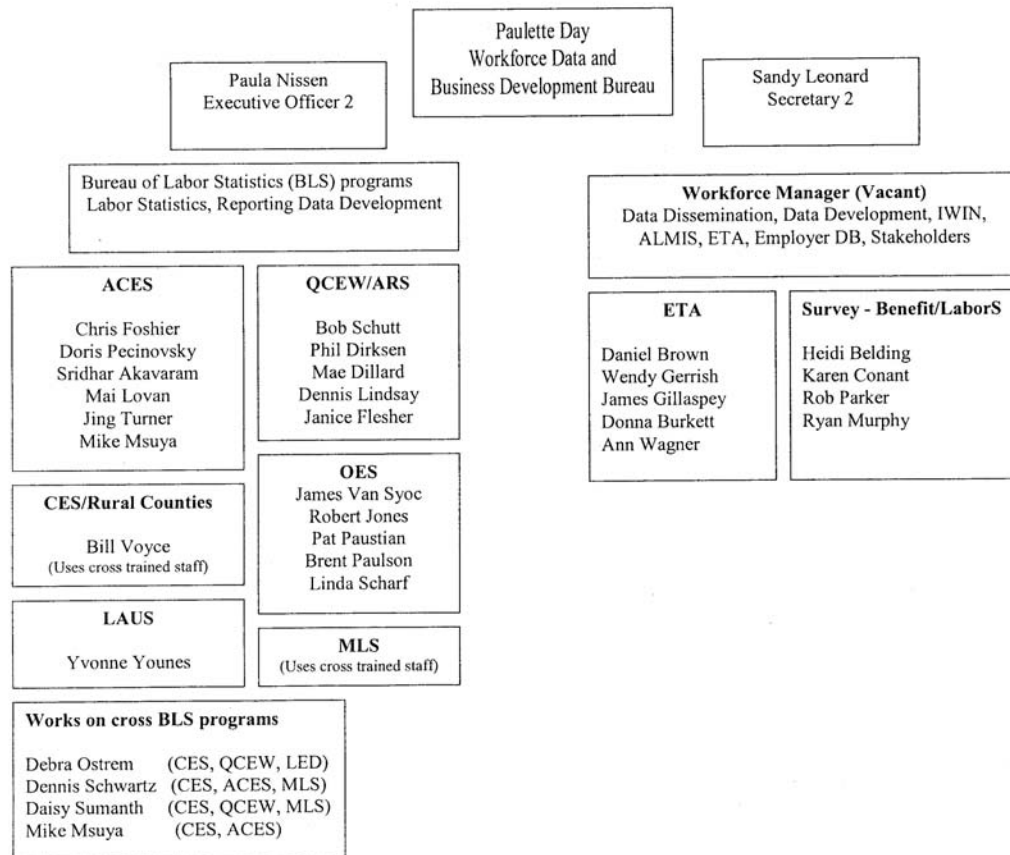 Paulette Day
Workforce Data and
Business Development Bureau
Paula Nissen
Executive Officer 2
Sandy Leonard
Secretary 2
Bureau of Labor Statistics (BLS) programs
Labor Statistics, Reporting Data Development
Workforce Manager (Vacant)
Data Dissemination, Data Development, IWIN,
ALMIS, ETA, Employer DB, Stakeholders
ACES
Chris Foshier
Doris Pecinovsky
Sridhar Akavaram
Mai Lovan
Jing Turner
Mike Msuya
QCEW/ARS
Bob Schutt
Phil Dirksen
Mae Dillard
Dennis Lindsay
Janice Flesher
ETA
Daniel Brown
Wendy Gerrish
James Gillaspey
Donna Burkett
Ann Wagner
Survey - Benefit/LaborS
Heidi Belding
Karen Conant
Rob Parker
Ryan Murphy
CES/Rural Counties
Bill Voyce
(Uses cross trained staff)
OES
James Van Syoc
Robert Jones
Pat Paustian
Brent Paulson
Linda Scharf
LAUS
Yvonne Younes
MLS
(Uses cross trained staff)
Works on cross BLS programs
Debra Ostrem (CES, QCEW, LED)
Dennis Schwartz (CES, ACES, MLS)
Daisy Sumanth (CES, QCEW, MLS)
Mike Msuya (CES, ACES)